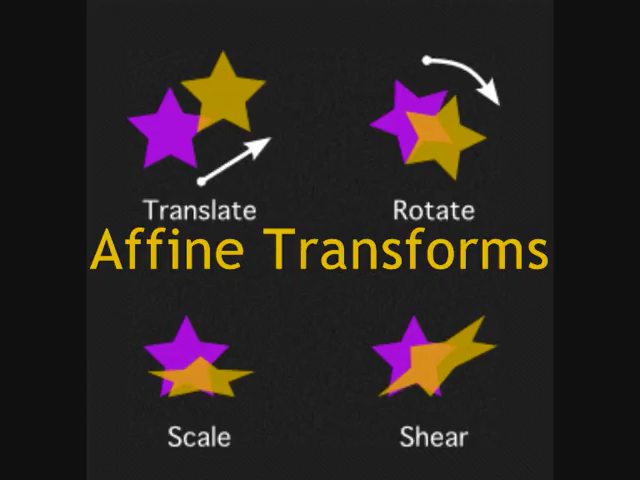 Translate
Rotate
Affine Transforms
Scale
Shear